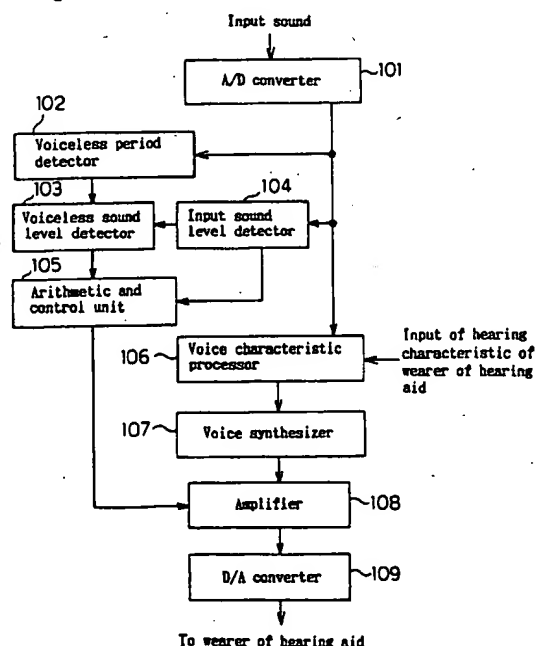 Input sound
A/D converter
101
102
Voiceless period
detector
103
Voiceless sound
level detector
104
Input sound
level detector
105
Arithmetic and
control unit
106
Voice characteristic
processor
Input of hearing
characteristic of
wearer of hearing
aid
107
Voice synthesizer
Amplifier
108
D/A converter
109
To wearer of hearing aid